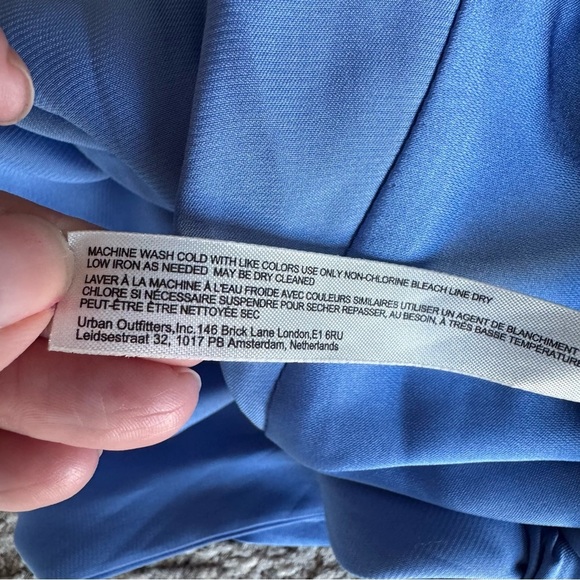 MACHINE WASH COLD WITH LIKE COLORS USE ONLY NON-CHLORINE BLEACH LINE DRY
LOW IRON AS NEEDED MAY BE DRY CLEANED
LAVER À LA MACHINE À L'EAU FROIDE AVEC COULEURS SIMILAIRES UTILISER UN AGENT DE BLANCHIMENT
CHLORE SI NÉCESSAIRE SUSPENDRE POUR SECHER REPASSER, AU BESOIN, À TRÈS BASSE TEMPERATURE
PEUT-ÊTRE ÊTRE NETTOYÉE SEC
Urban Outfitters,Inc.146 Brick Lane London,E1 6RU
Leidsestraat 32, 1017 PB Amsterdam, Netherlands